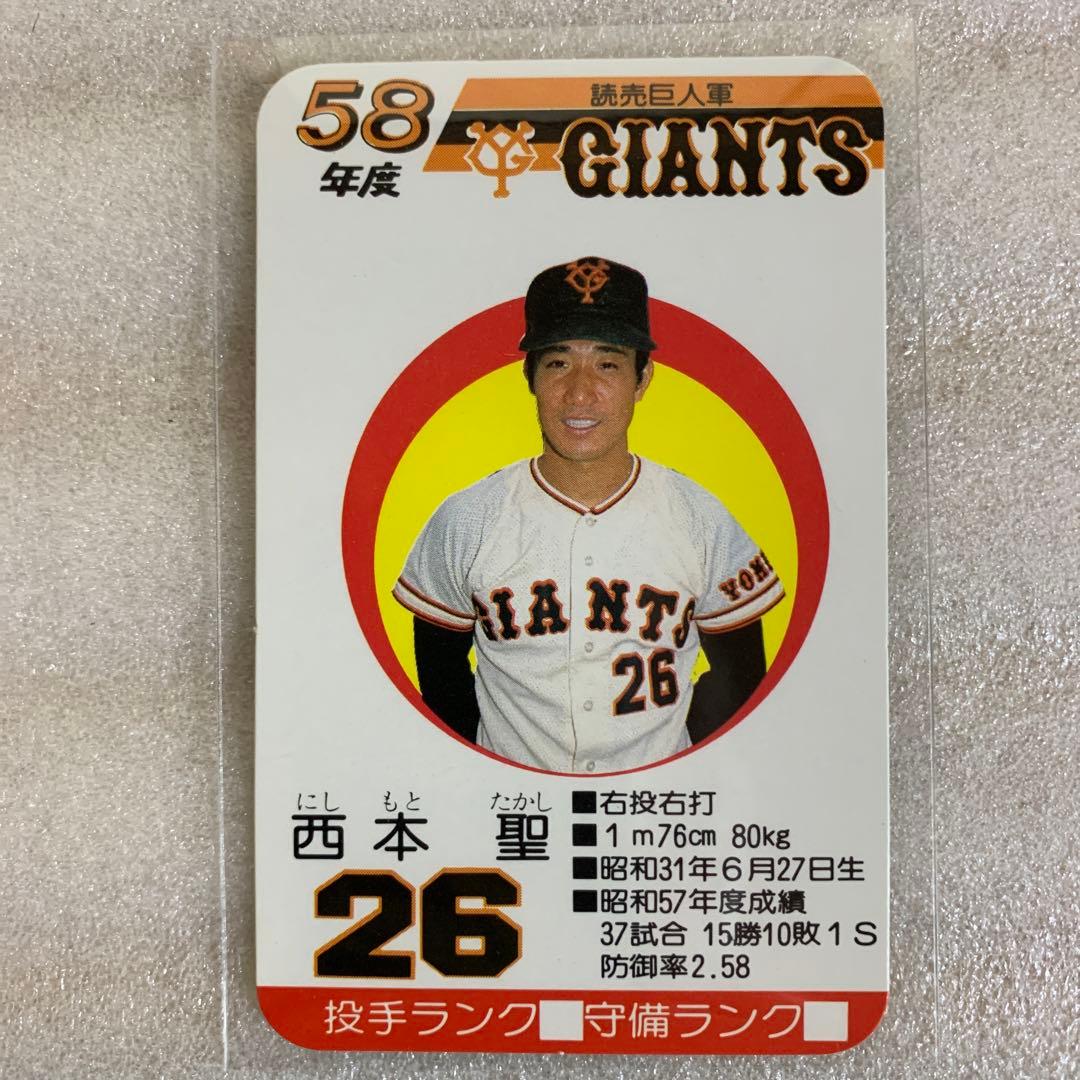 58
年度
読売巨人軍
YG GIANTS
YG
GIANTS
YOMI
26
にし もと たかし
西本 聖
26
■右投右打
■1m76cm 80kg
■昭和31年6月27日生
■昭和57年度成績
37試合 15勝10敗1S
防御率2.58
投手ランク□守備ランク□